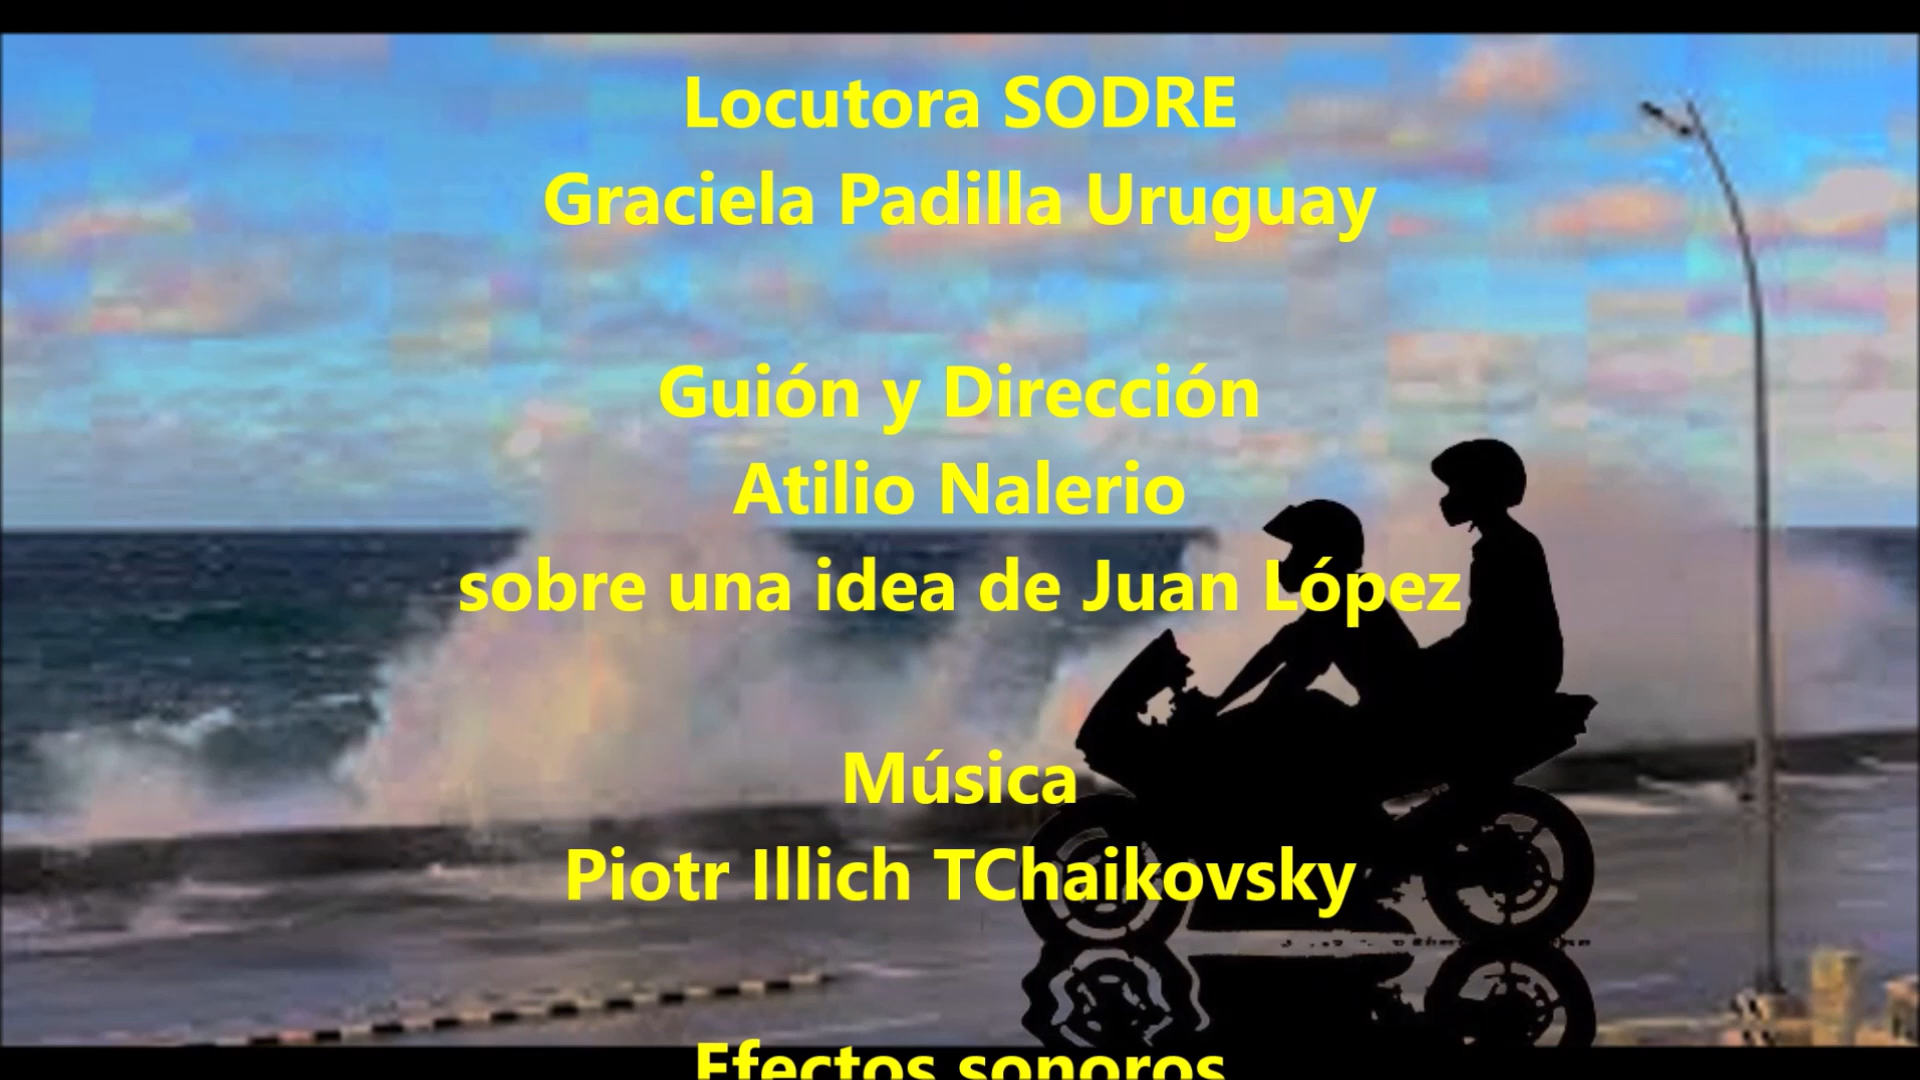 Locutora SODRE
Graciela Padilla Uruguay
Guión y Dirección
Atilio Nalerio
sobre una idea de Juan López
Música
Piotr Illich TChaikovsky
Efectos sonoros